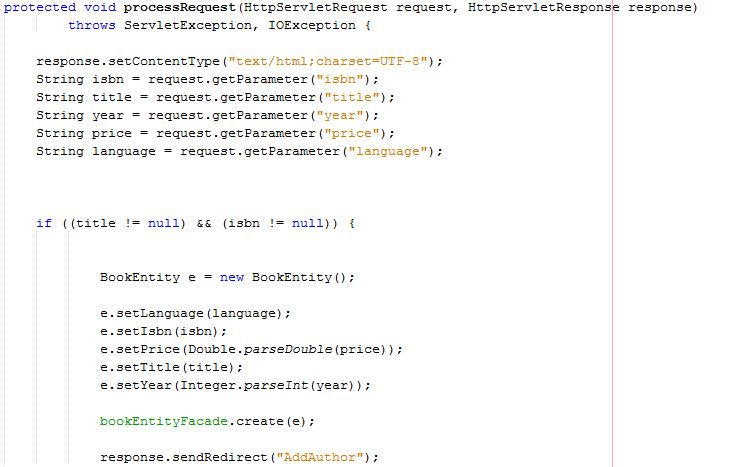 protected void processRequest(HttpServletRequest request, HttpServletResponse response)
throws ServletException, IOException {
response.setContentType("text/html;charset=UTF-8");
String isbn = request.getParameter("isbn");
String title = request.getParameter("title");
String year = request.getParameter("year");
String price = request.getParameter("price");
String language = request.getParameter("language");
if ((title != null) && (isbn != null)) {
BookEntity e = new BookEntity();
e.setLanguage(language);
e.setIsbn(isbn);
e.setPrice(Double.parseDouble(price));
e.setTitle(title);
e.setYear(Integer.parseInt(year));
bookEntityFacade.create(e);
response.sendRedirect("AddAuthor");